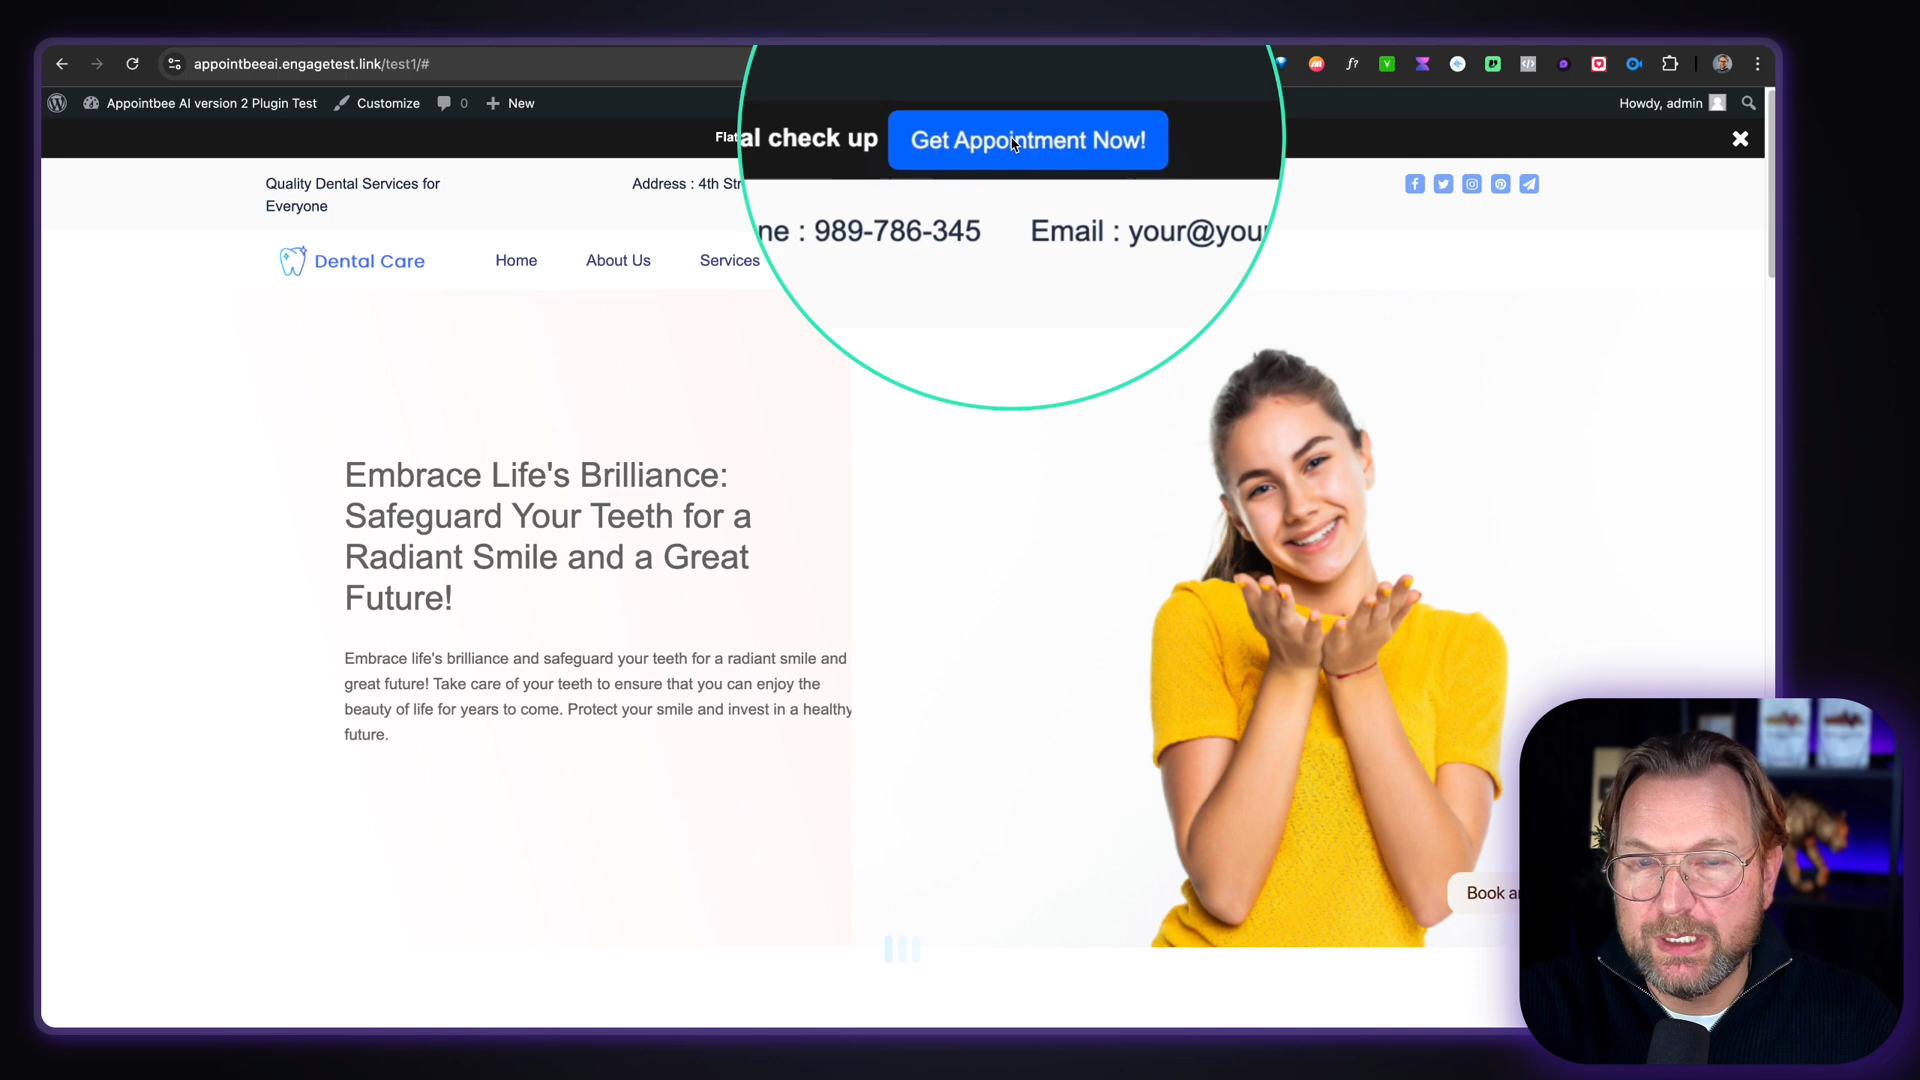 appointbeeai.engagetest.link/test1/#
Appointbee AI version 2 Plugin Test Customize 0 New
Howdy, admin
Flat
al check up Get Appointment Now!
Quality Dental Services for
Everyone
Address : 4th
ne : 989-786-345 Email : your@you
Dental Care Home About Us Services
Embrace Life's Brilliance:
Safeguard Your Teeth for a
Radiant Smile and a Great
Future!
Embrace life's brilliance and safeguard your teeth for a radiant smile and
great future! Take care of your teeth to ensure that you can enjoy the
beauty of life for years to come. Protect your smile and invest in a healthy
future.
Book